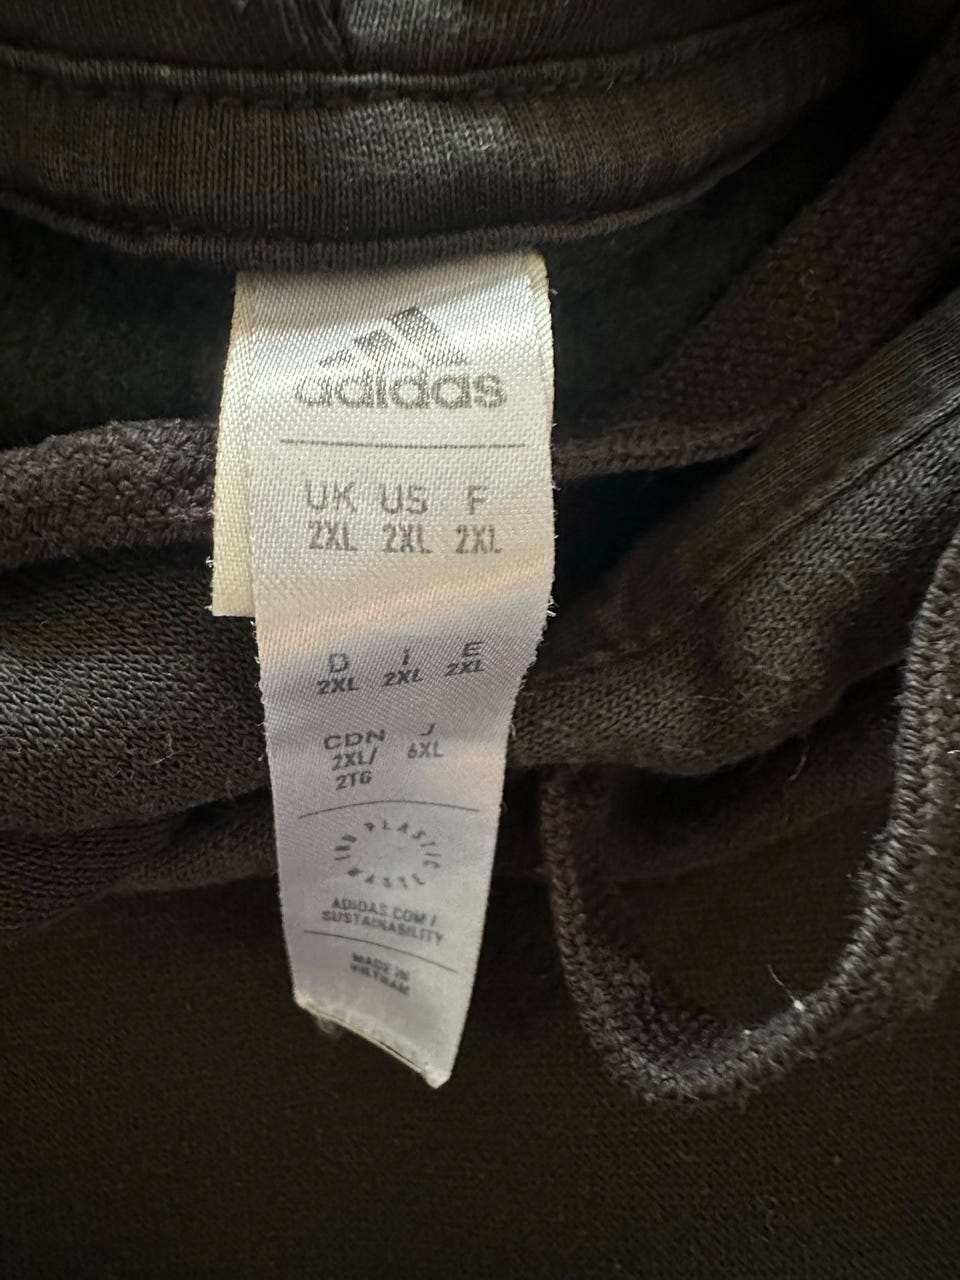 adidas
UK US F
2XL 2XL 2XL
D I E
2XL 2XL 2XL
CDN J
2XL/ 6XL
2TG
END PLASTIC WASTE
ADIDAS.COM/
SUSTAINABILITY
MADE IN
VIETNAM